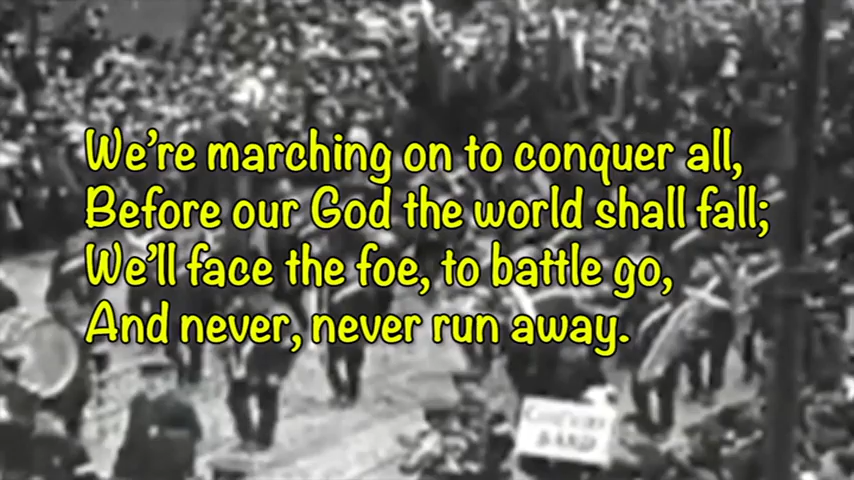 We're marching on to conquer all,
Before our God the world shall fall;
We'll face the foe, to battle go,
And never, never run away.
BAND